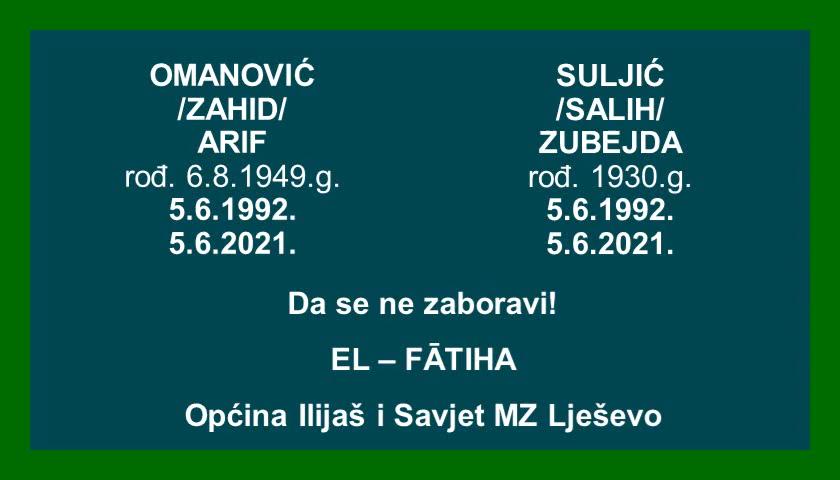 OMANOVIĆ
/ZAHID/
ARIF
rođ. 6.8.1949.g.
5.6.1992.
5.6.2021.
SULJIĆ
/SALIH/
ZUBEJDA
rođ. 1930.g.
5.6.1992.
5.6.2021.
Da se ne zaboravi!
EL – FĀTIHA
Općina Ilijaš i Savjet MZ Lješevo